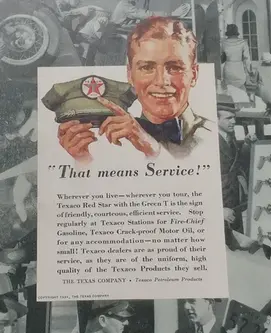 T
"That means Service!"
Wherever you live—wherever you tour, the
Texaco Red Star with the Green T is the sign
of friendly, courteous, efficient service. Stop
regularly at Texaco Stations for Fire-Chief
Gasoline, Texaco Crack-proof Motor Oil, or
for any accommodation—no matter how
small! Texaco dealers are as proud of their
service, as they are of the uniform, high
quality of the Texaco Products they sell.
THE TEXAS COMPANY · Texaco Petroleum Products
THE TEXAS COMPANY